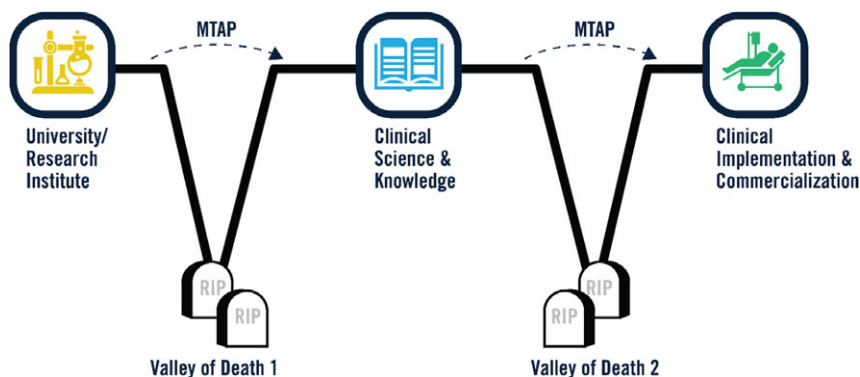 MTAP
MTAP
University/
Research
Institute
Clinical
Science &
Knowledge
Clinical
Implementation &
Commercialization
RIP
RIP
RIP
RIP
Valley of Death 1
Valley of Death 2